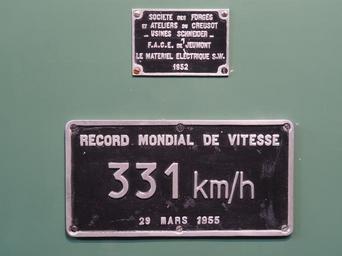 SOCIETE DES FORGES
ET ATELIERS DU CREUSOT
_ USINES SCHNEIDER _
F.A.C.E. DE JEUMONT
LE MATERIEL ELECTRIQUE S.W.
1952
RECORD MONDIAL DE VITESSE
331 km/h
29 MARS 1955